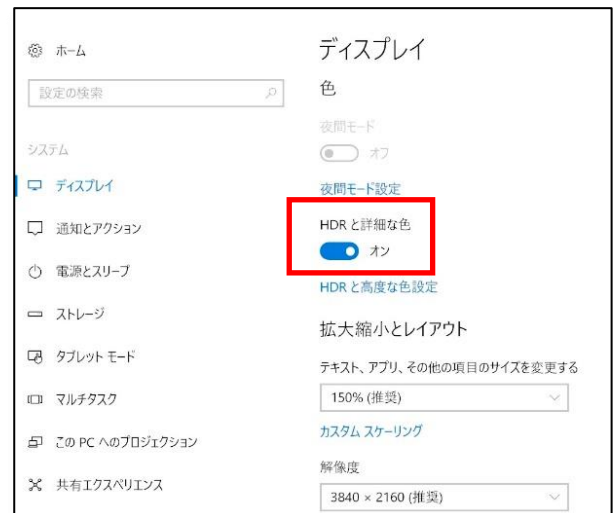 ホーム
設定の検索
システム
ディスプレイ
通知とアクション
電源とスリープ
ストレージ
タブレット モード
マルチタスク
この PC へのプロジェクション
共有エクスペリエンス
ディスプレイ
色
夜間モード
オフ
夜間モード設定
HDR と詳細な色
オン
HDR と高度な色設定
拡大縮小とレイアウト
テキスト、アプリ、その他の項目のサイズを変更する
150% (推奨)
カスタム スケーリング
解像度
3840 × 2160 (推奨)